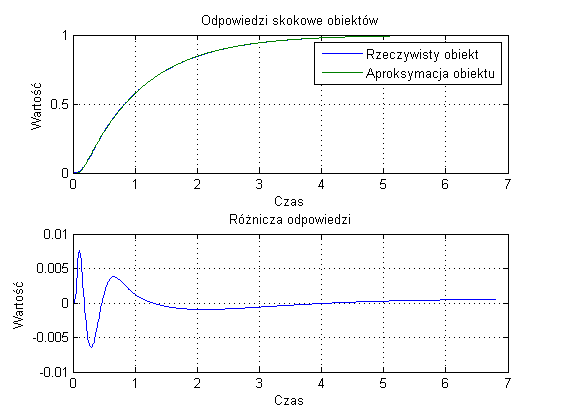 Odpowiedzi skokowe obiektów
1
0.5
0
Wartość
Rzeczywisty obiekt
Aproksymacja obiektu
0 1 2 3 4 5 6 7
Czas
Różnicza odpowiedzi
0.01
0.005
0
-0.005
-0.01
Wartość
0 1 2 3 4 5 6 7
Czas